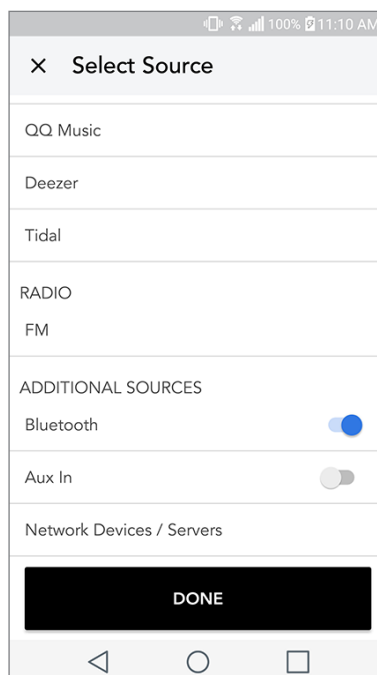 100% 11:10 AM
Select Source
QQ Music
Deezer
Tidal
RADIO
FM
ADDITIONAL SOURCES
Bluetooth
Aux In
Network Devices / Servers
DONE